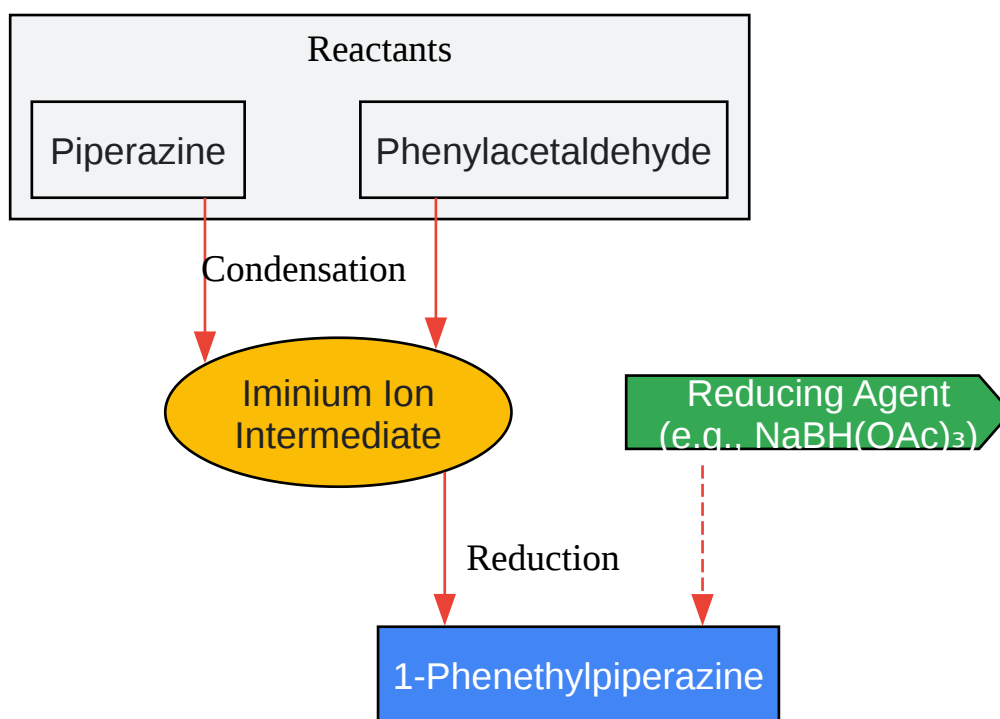 Reactants
Piperazine
Phenylacetaldehyde
Condensation
Iminium Ion
Intermediate
Reducing Agent
(e.g., NaBH(OAc)₃)
Reduction
1-Phenethylpiperazine